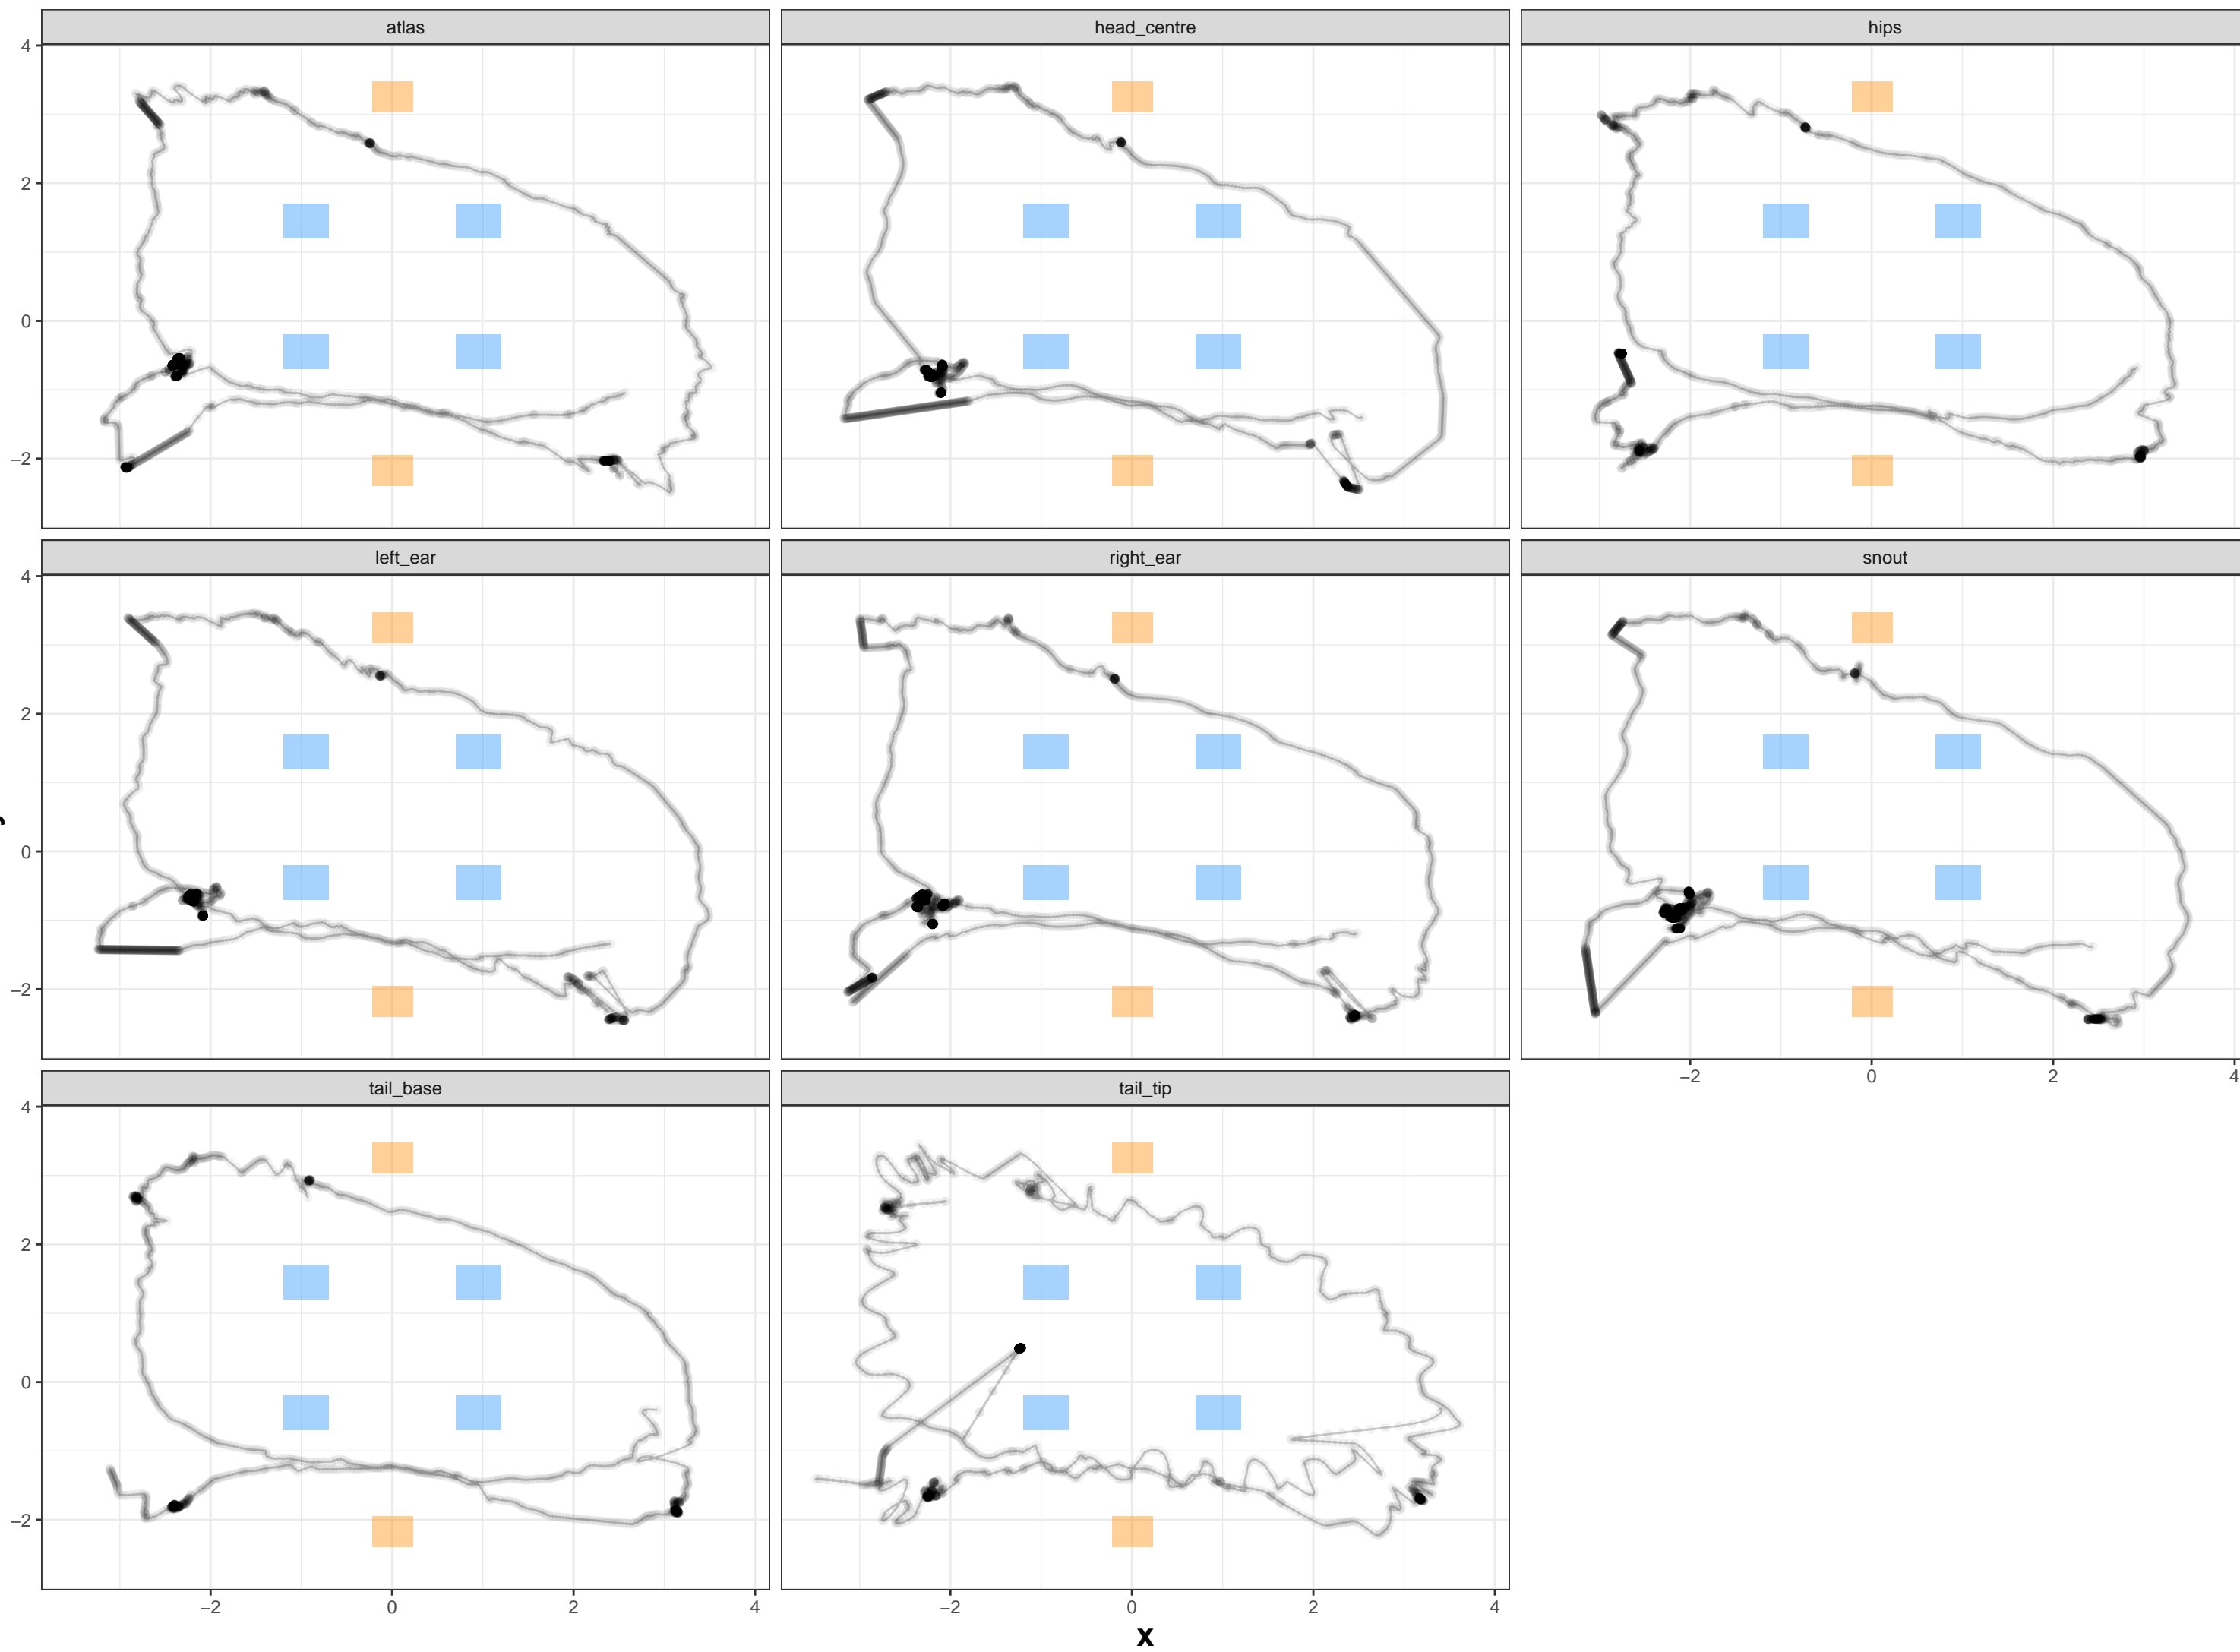 atlas head_centre hips
4
2
0
−2
left_ear right_ear snout
4
2
0
−2
−2 0 2 4
tail_base tail_tip
4
2
0
−2
−2 0 2 4 −2 0 2 4
x